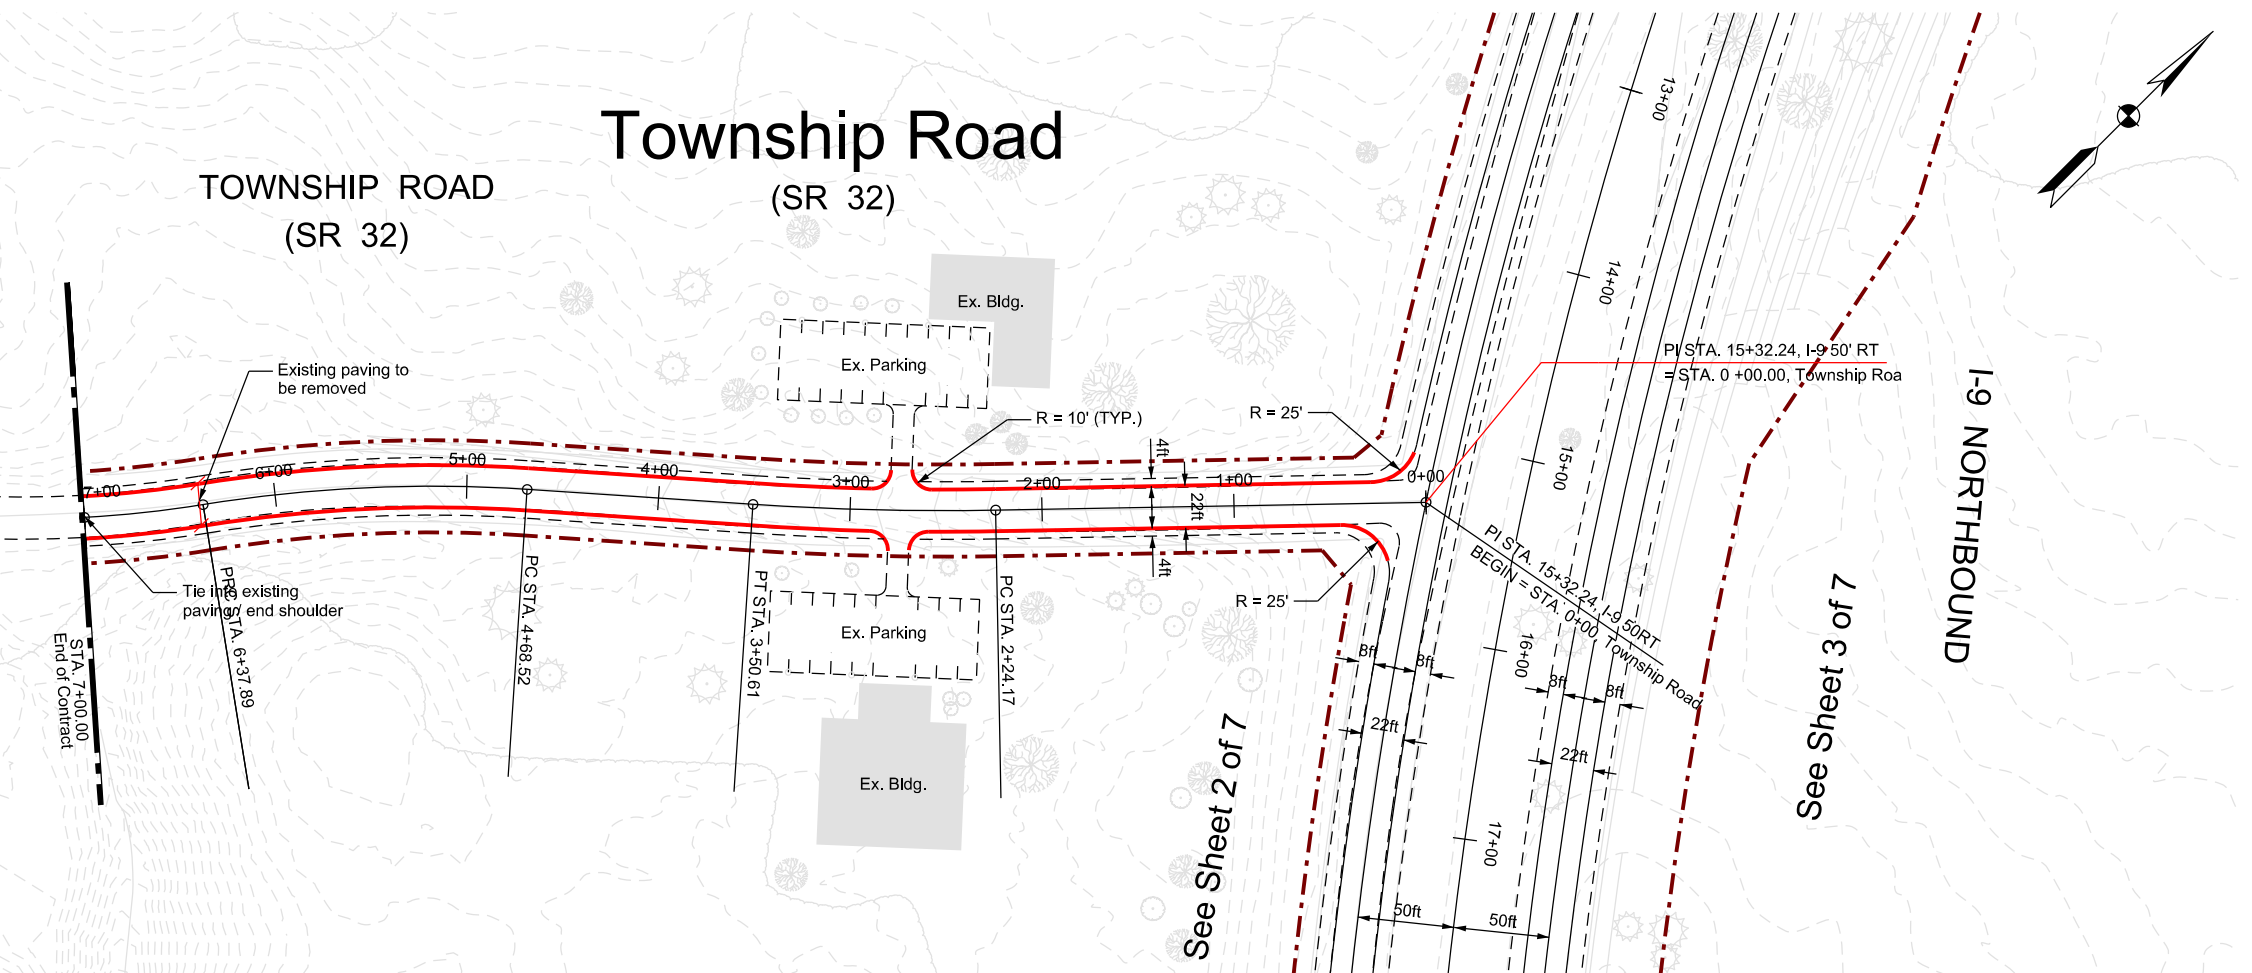 Township Road
(SR 32)
TOWNSHIP ROAD
(SR 32)
Ex. Bldg.
Ex. Parking
Existing paving to
be removed
R = 10' (TYP.)
R = 25'
4ft
22ft
4ft
7+00
6+00
5+00
4+00
3+00
2+00
1+00
0+00
13+00
14+00
15+00
16+00
17+00
PI STA. 15+32.24, I-9 50' RT
= STA. 0 +00.00, Township Roa
I-9 NORTHBOUND
PI STA. 15+32.24, I-9 50RT
BEGIN = STA. 0+00, Township Road
Tie into existing
paving / end shoulder
STA. 7+00.00
End of Contract
PRC STA. 6+37.89
PC STA. 4+68.52
PT STA. 3+50.61
PC STA. 2+24.17
R = 25'
Ex. Parking
Ex. Bldg.
8ft
8ft
22ft
8ft
8ft
22ft
50ft
50ft
See Sheet 2 of 7
See Sheet 3 of 7